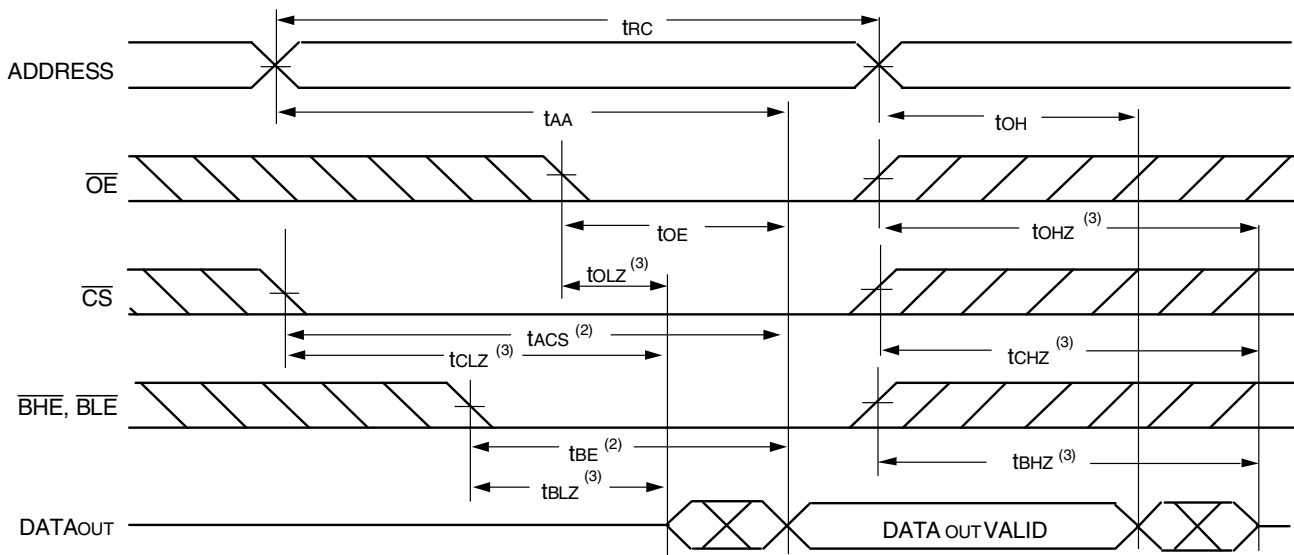 tRC
ADDRESS
tAA
tOH
OE
tOE
tOHZ (3)
tOLZ (3)
CS
tACS (2)
tCLZ (3)
tCHZ (3)
BHE, BLE
tBE (2)
tBHZ (3)
tBLZ (3)
DATAOUT
DATA OUT VALID